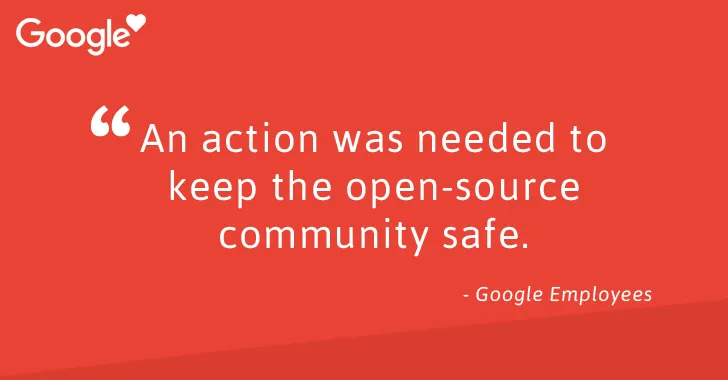 Google
“ An action was needed to
keep the open-source
community safe.
- Google Employees